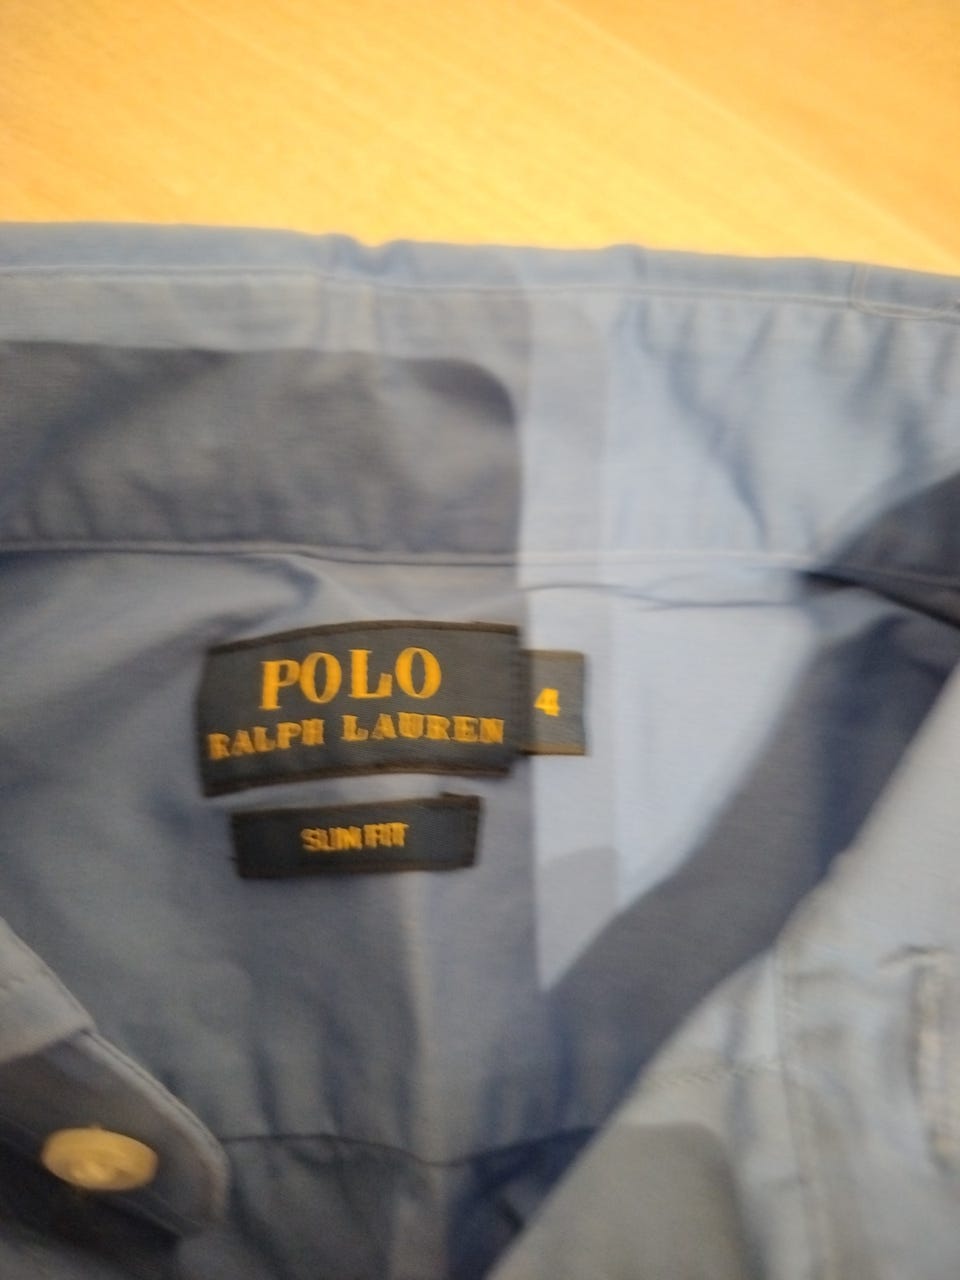 POLO
RALPH LAUREN
4
SLIM FIT